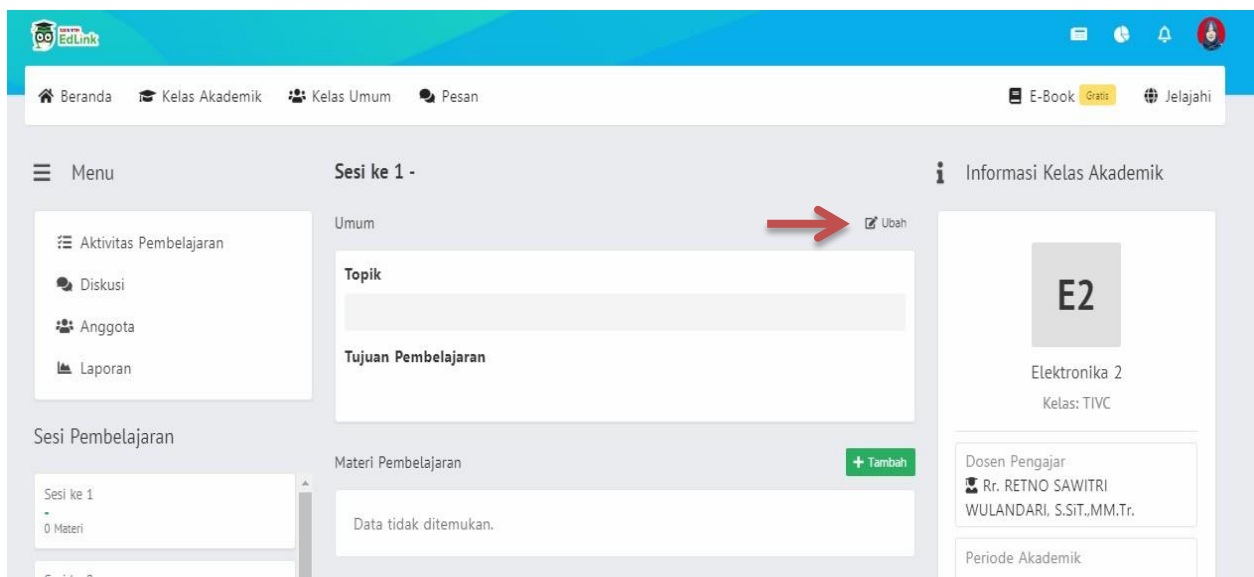 EdLink
Beranda Kelas Akademik Kelas Umum Pesan E-Book Gratis Jelajahi
Menu
Aktivitas Pembelajaran
Diskusi
Anggota
Laporan
Sesi Pembelajaran
Sesi ke 1
-
0 Materi
Sesi ke 1 -
Umum Ubah
Topik
Tujuan Pembelajaran
Materi Pembelajaran + Tambah
Data tidak ditemukan.
Informasi Kelas Akademik
E2
Elektronika 2
Kelas: TIVC
Dosen Pengajar
Rr. RETNO SAWITRI
WULANDARI, S.SiT.,MM.Tr.
Periode Akademik